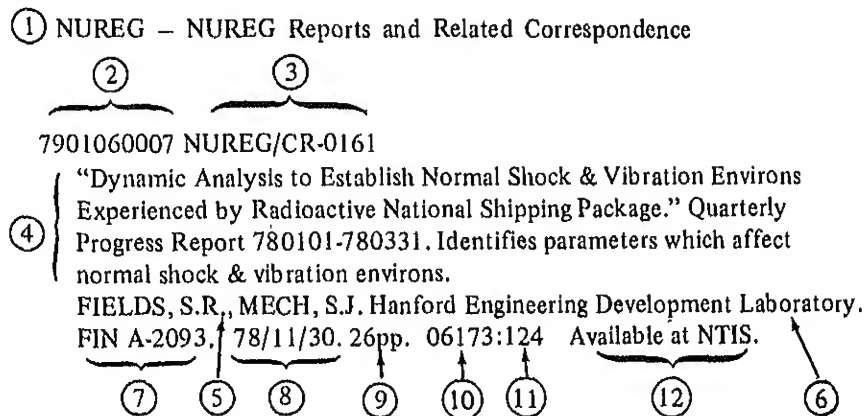 ① NUREG – NUREG Reports and Related Correspondence
② ③
7901060007 NUREG/CR-0161
"Dynamic Analysis to Establish Normal Shock & Vibration Environs
Experienced by Radioactive National Shipping Package." Quarterly
④ Progress Report 780101-780331. Identifies parameters which affect
normal shock & vibration environs.
FIELDS, S.R., MECH, S.J. Hanford Engineering Development Laboratory.
FIN A-2093. 78/11/30. 26pp. 06173:124 Available at NTIS.
⑦ ⑤ ⑧ ⑨ ⑩ ⑪ ⑫ ⑥